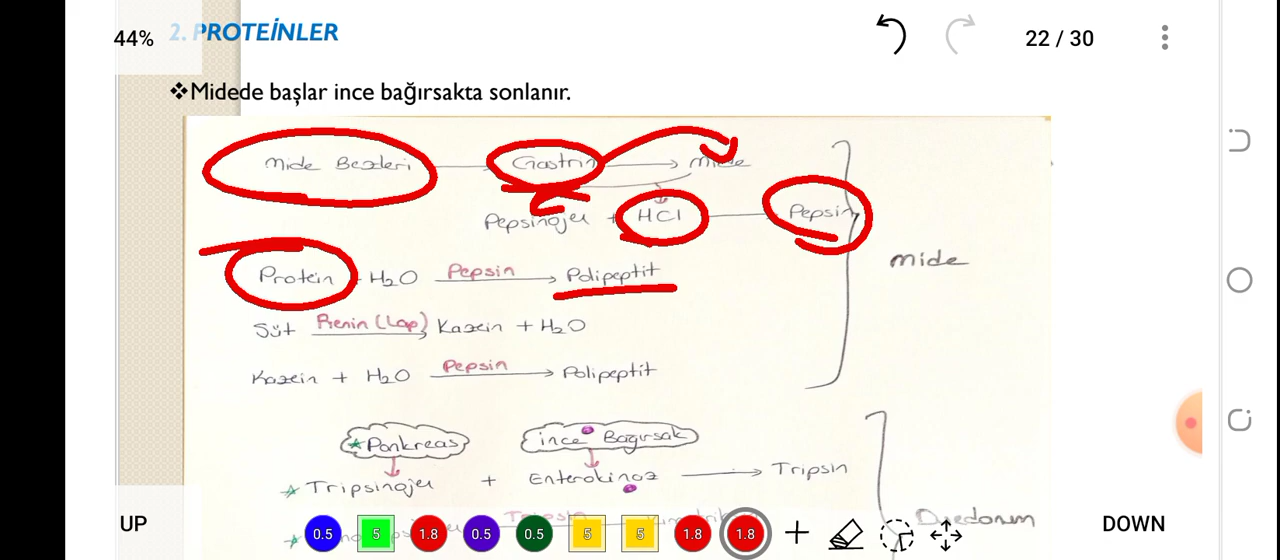 44%
2. PROTEİNLER
22 / 30
❖Midede başlar ince bağırsakta sonlanır.
Mide Bezleri → Gastrin → Mide
Pepsinojen + HCl → Pepsin
Protein + H₂O Pepsin → Polipeptit
mide
Süt Renin (Lap) → Kazein + H₂O
Kazein + H₂O Pepsin → Polipeptit
*Pankreas ince Bağırsak
* Tripsinojen + Enterokinaz → Tripsin
Tripsin
Duedonum
UP
0.5 5 1.8 0.5 0.5 5 5 1.8 1.8 +
DOWN